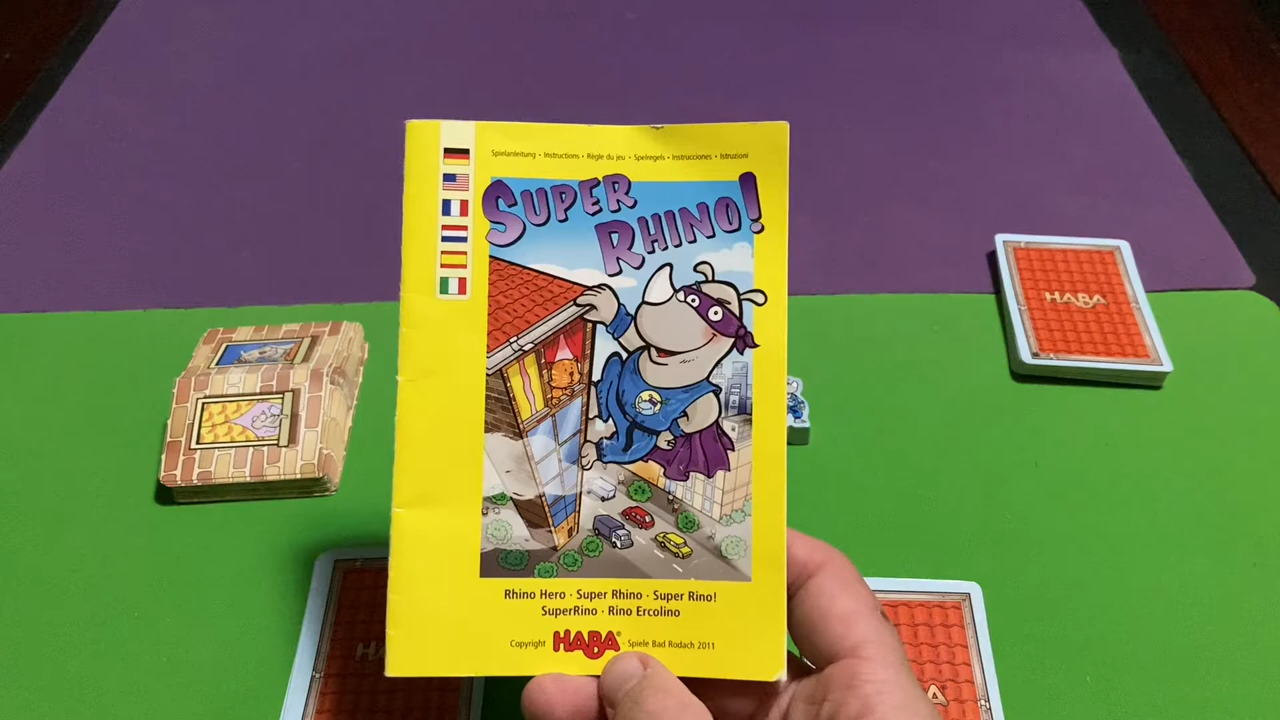 Spielanleitung • Instructions • Règle du jeu • Spelregels • Instrucciones • Istruzioni
SUPER
RHINO!
Rhino Hero · Super Rhino · Super Rino!
SuperRino · Rino Ercolino
Copyright HABA® - Spiele Bad Rodach 2011
HABA